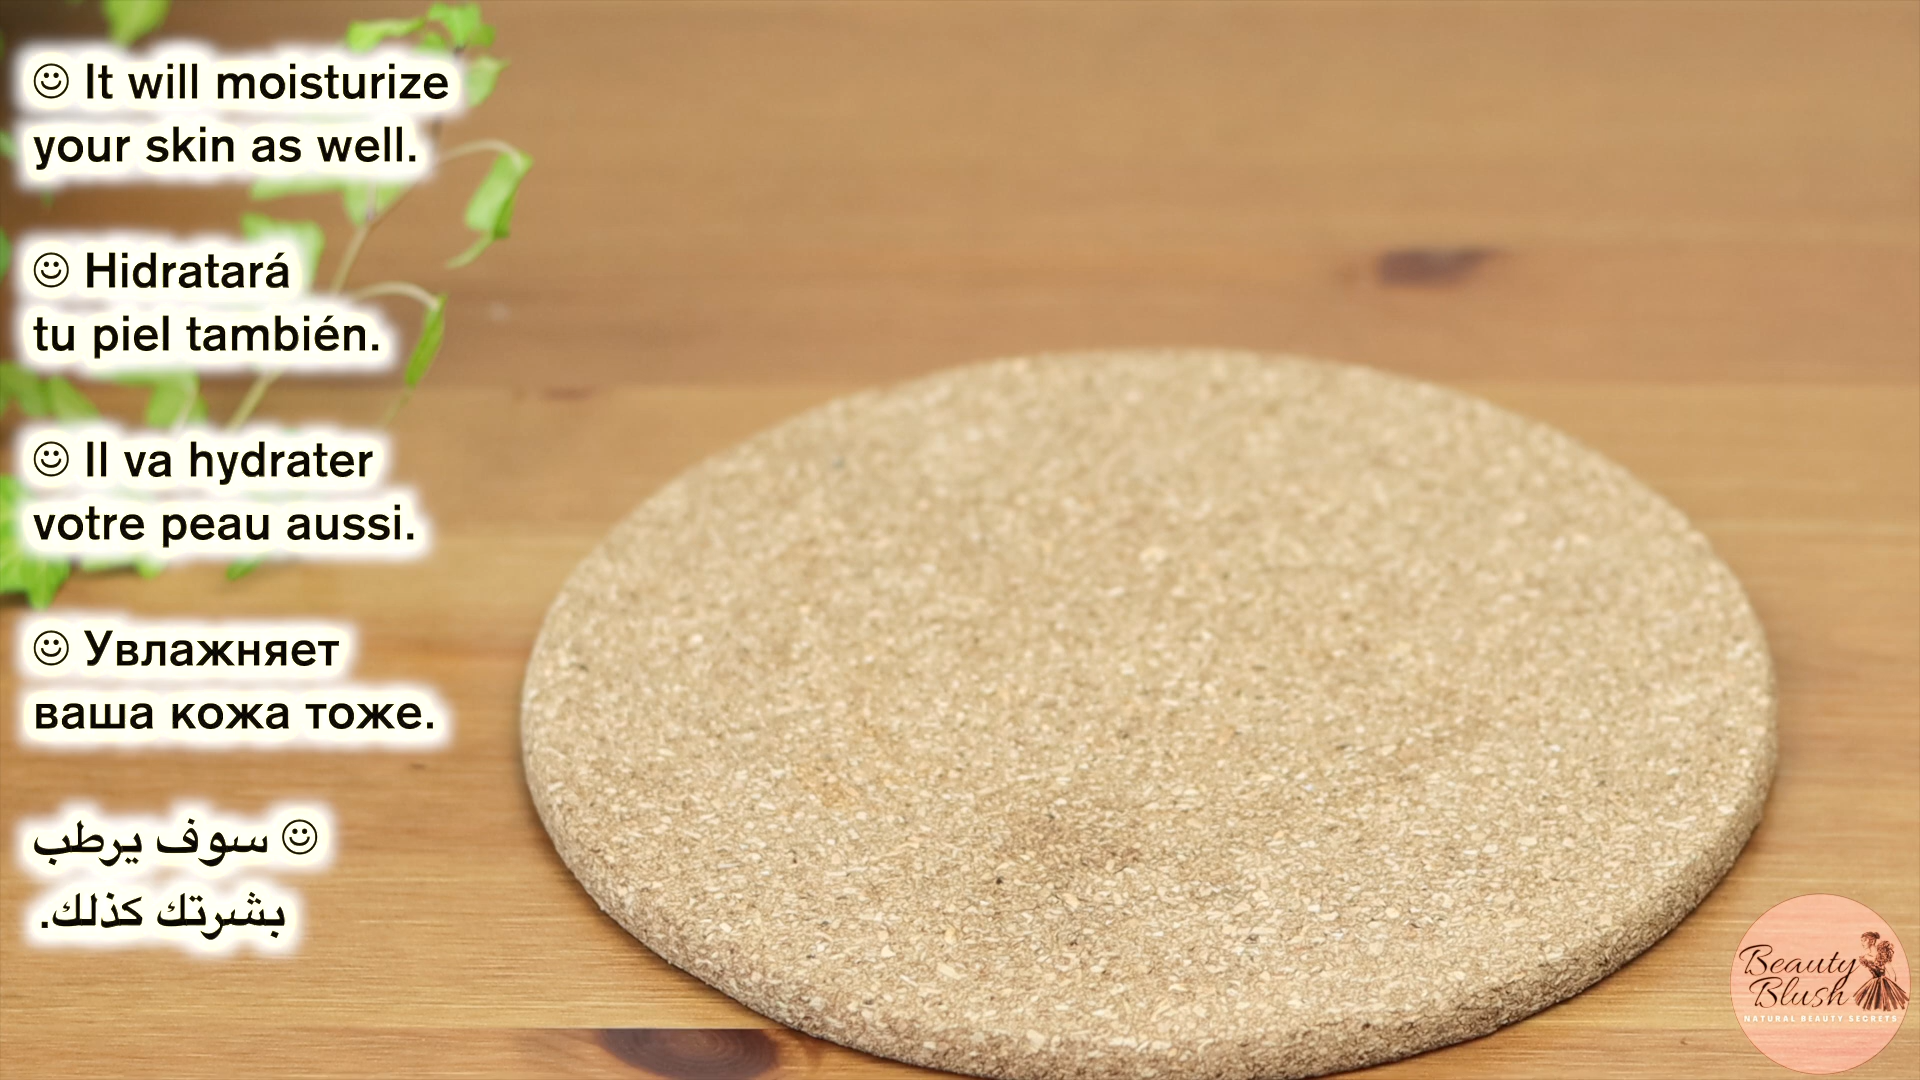 ☺ It will moisturize
your skin as well.
☺ Hidratará
tu piel también.
☺ Il va hydrater
votre peau aussi.
☺ Увлажняет
ваша кожа тоже.
☺ سوف يرطب
بشرتك كذلك.
Beauty
Blush
NATURAL BEAUTY SECRETS